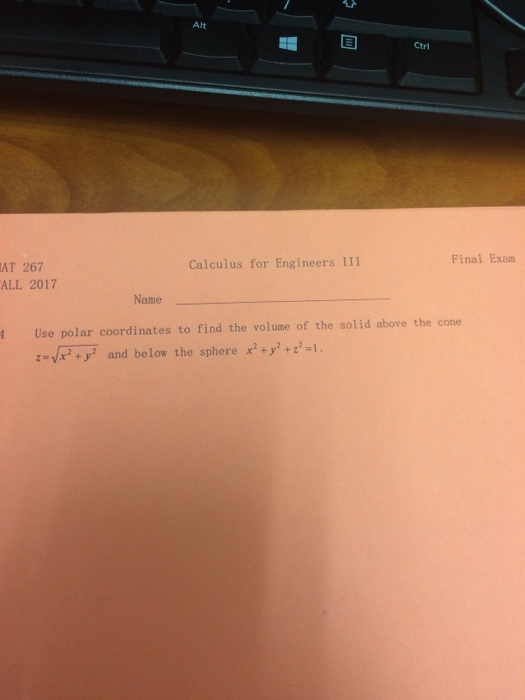 Alt
Ctrl
AT 267
Calculus for Engineers III
Final Exam
ALL 2017
Name
Use polar coordinates to find the volume of the solid above the cone
z=√x²+y² and below the sphere x²+y²+z²=1.